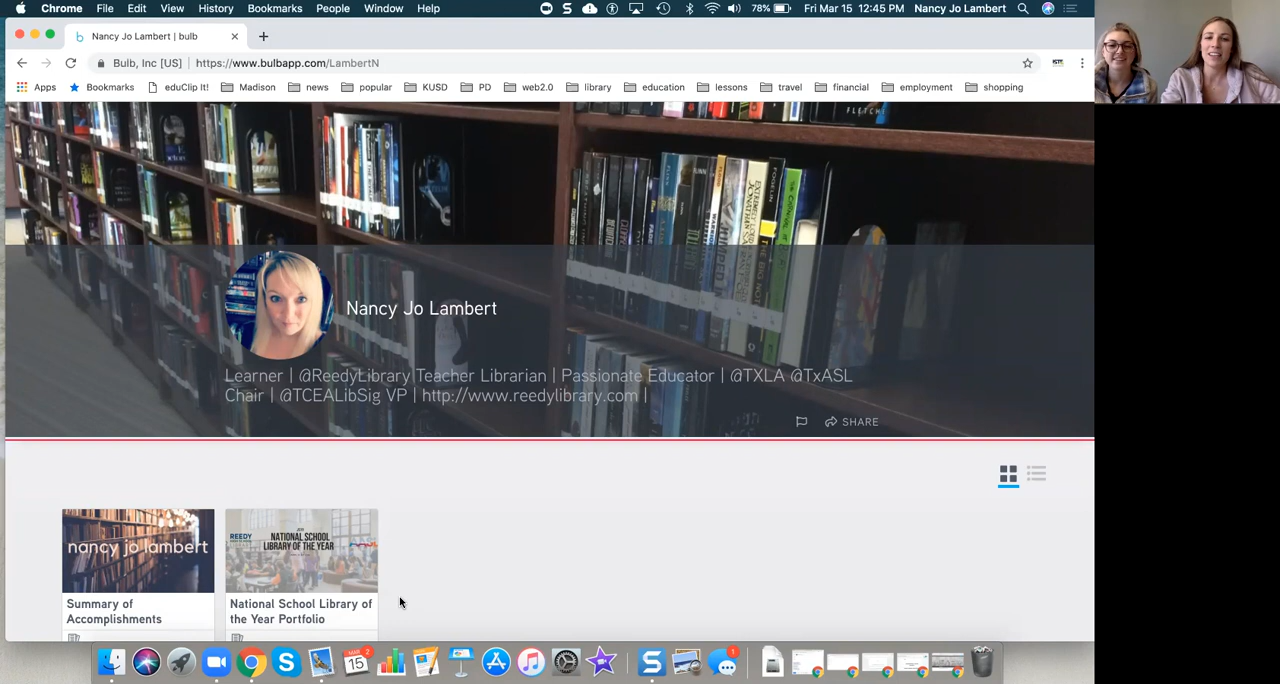 Chrome File Edit View History Bookmarks People Window Help 78% Fri Mar 15 12:45 PM Nancy Jo Lambert
Nancy Jo Lambert | bulb
Bulb, Inc [US] | https://www.bulbapp.com/LambertN
Apps Bookmarks eduClip It! Madison news popular KUSD PD web2.0 library education lessons travel financial employment shopping
Nancy Jo Lambert
Learner | @ReedyLibrary Teacher Librarian | Passionate Educator | @TXLA @TxASL
Chair | @TCEALibSig VP | http://www.reedylibrary.com |
SHARE
nancy jo lambert
REEDY
NATIONAL SCHOOL
LIBRARY OF THE YEAR
Summary of
Accomplishments
National School Library of
the Year Portfolio
MAR 2
15
1